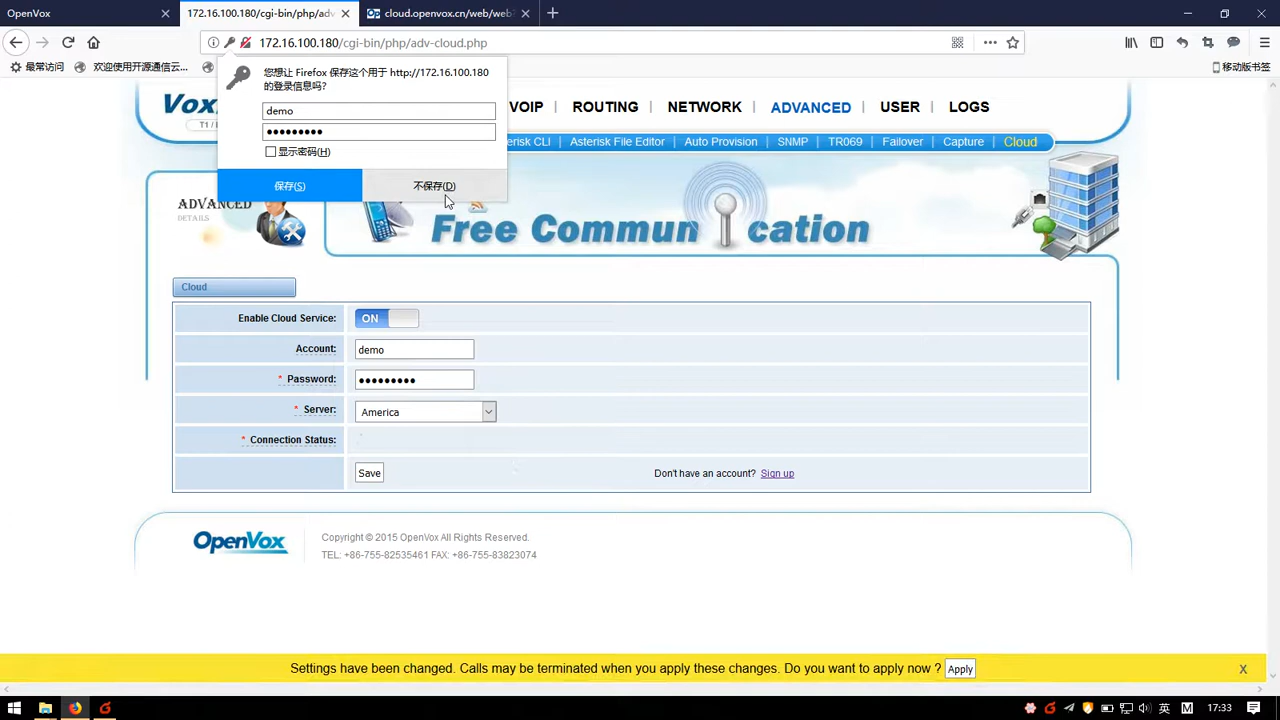 OpenVox
172.16.100.180/cgi-bin/php/adv
cloud.openvox.cn/web/web
172.16.100.180/cgi-bin/php/adv-cloud.php
最常访问
欢迎使用开源通信云…
移动版书签
您想让 Firefox 保存这个用于 http://172.16.100.180
的登录信息吗?
demo
●●●●●●●●●
显示密码(H)
保存(S)
不保存(D)
Vox
T1 /
VOIP ROUTING NETWORK ADVANCED USER LOGS
erisk CLI Asterisk File Editor Auto Provision SNMP TR069 Failover Capture Cloud
ADVANCED
DETAILS
Free Commun ication
Cloud
Enable Cloud Service: ON
Account: demo
* Password: ●●●●●●●●●
* Server: America
* Connection Status:
Save Don't have an account? Sign up
OpenVox
Copyright © 2015 OpenVox All Rights Reserved.
TEL: +86-755-82535461 FAX: +86-755-83823074
Settings have been changed. Calls may be terminated when you apply these changes. Do you want to apply now ? Apply X
英 M 17:33